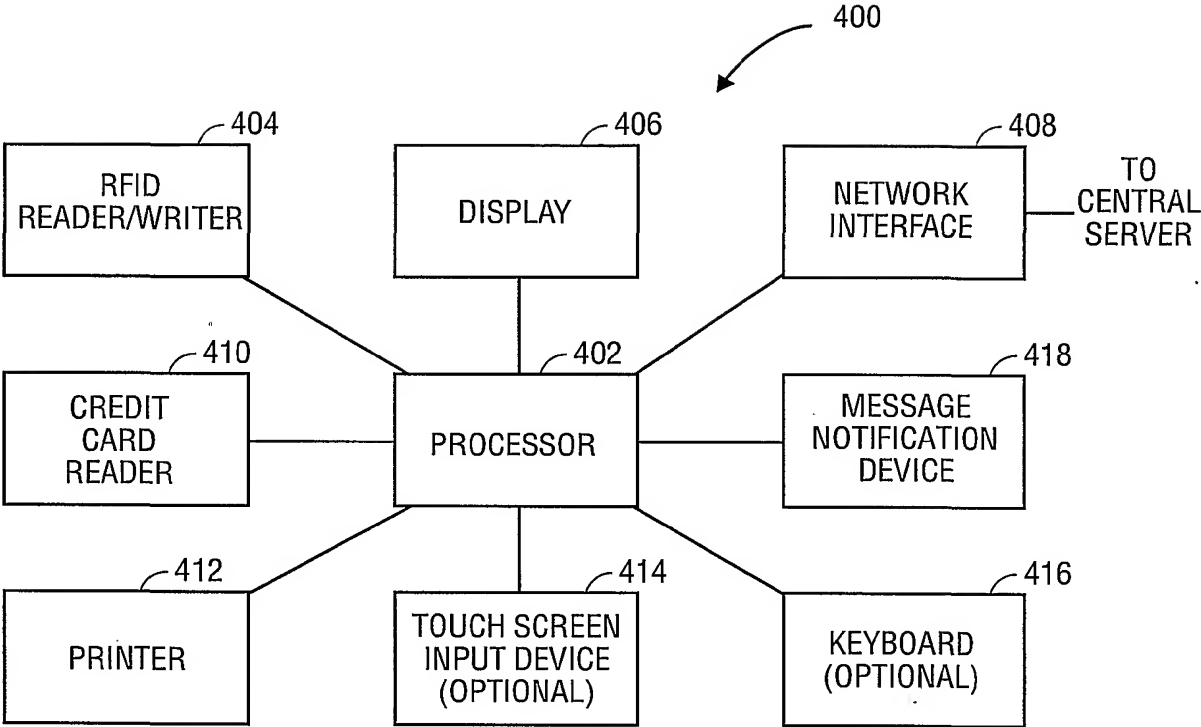 400
404
RFID
READER/WRITER
406
DISPLAY
408
NETWORK
INTERFACE
TO
CENTRAL
SERVER
410
CREDIT
CARD
READER
402
PROCESSOR
418
MESSAGE
NOTIFICATION
DEVICE
412
PRINTER
414
TOUCH SCREEN
INPUT DEVICE
(OPTIONAL)
416
KEYBOARD
(OPTIONAL)